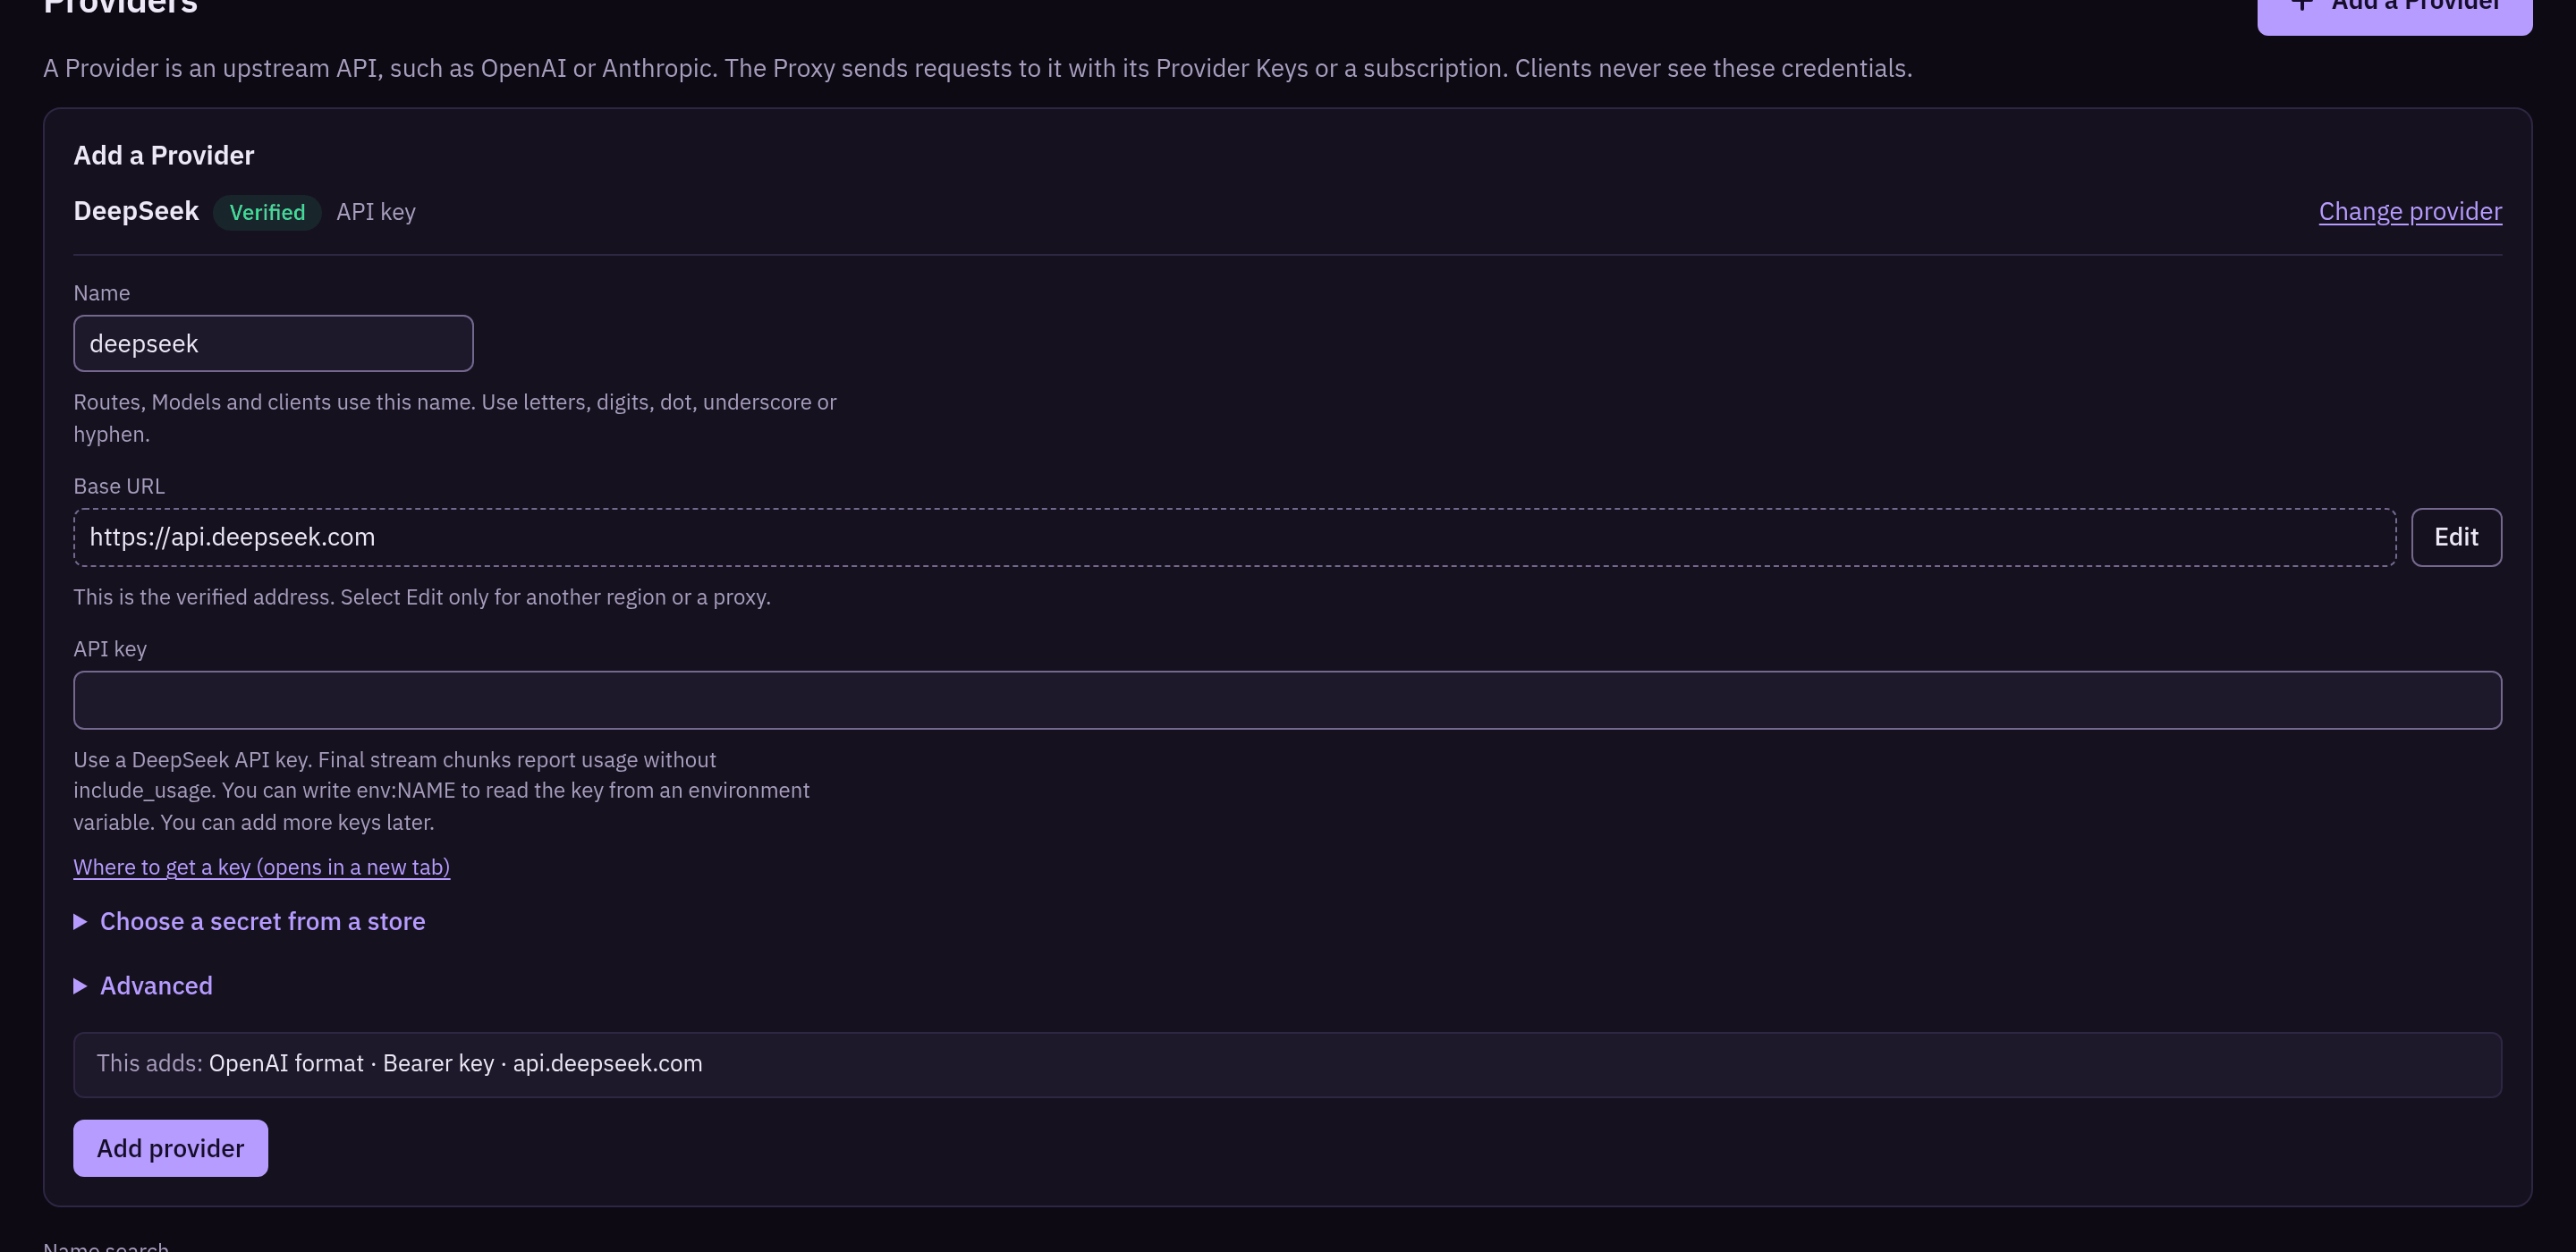 Providers
+ Add a Provider
A Provider is an upstream API, such as OpenAI or Anthropic. The Proxy sends requests to it with its Provider Keys or a subscription. Clients never see these credentials.
Add a Provider
DeepSeek Verified API key Change provider
Name
deepseek
Routes, Models and clients use this name. Use letters, digits, dot, underscore or
hyphen.
Base URL
https://api.deepseek.com Edit
This is the verified address. Select Edit only for another region or a proxy.
API key
Use a DeepSeek API key. Final stream chunks report usage without
include_usage. You can write env:NAME to read the key from an environment
variable. You can add more keys later.
Where to get a key (opens in a new tab)
Choose a secret from a store
Advanced
This adds: OpenAI format · Bearer key · api.deepseek.com
Add provider
Name search